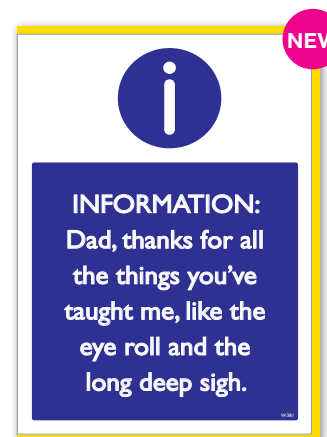 NEW
i
INFORMATION:
Dad, thanks for all
the things you’ve
taught me, like the
eye roll and the
long deep sigh.
W381